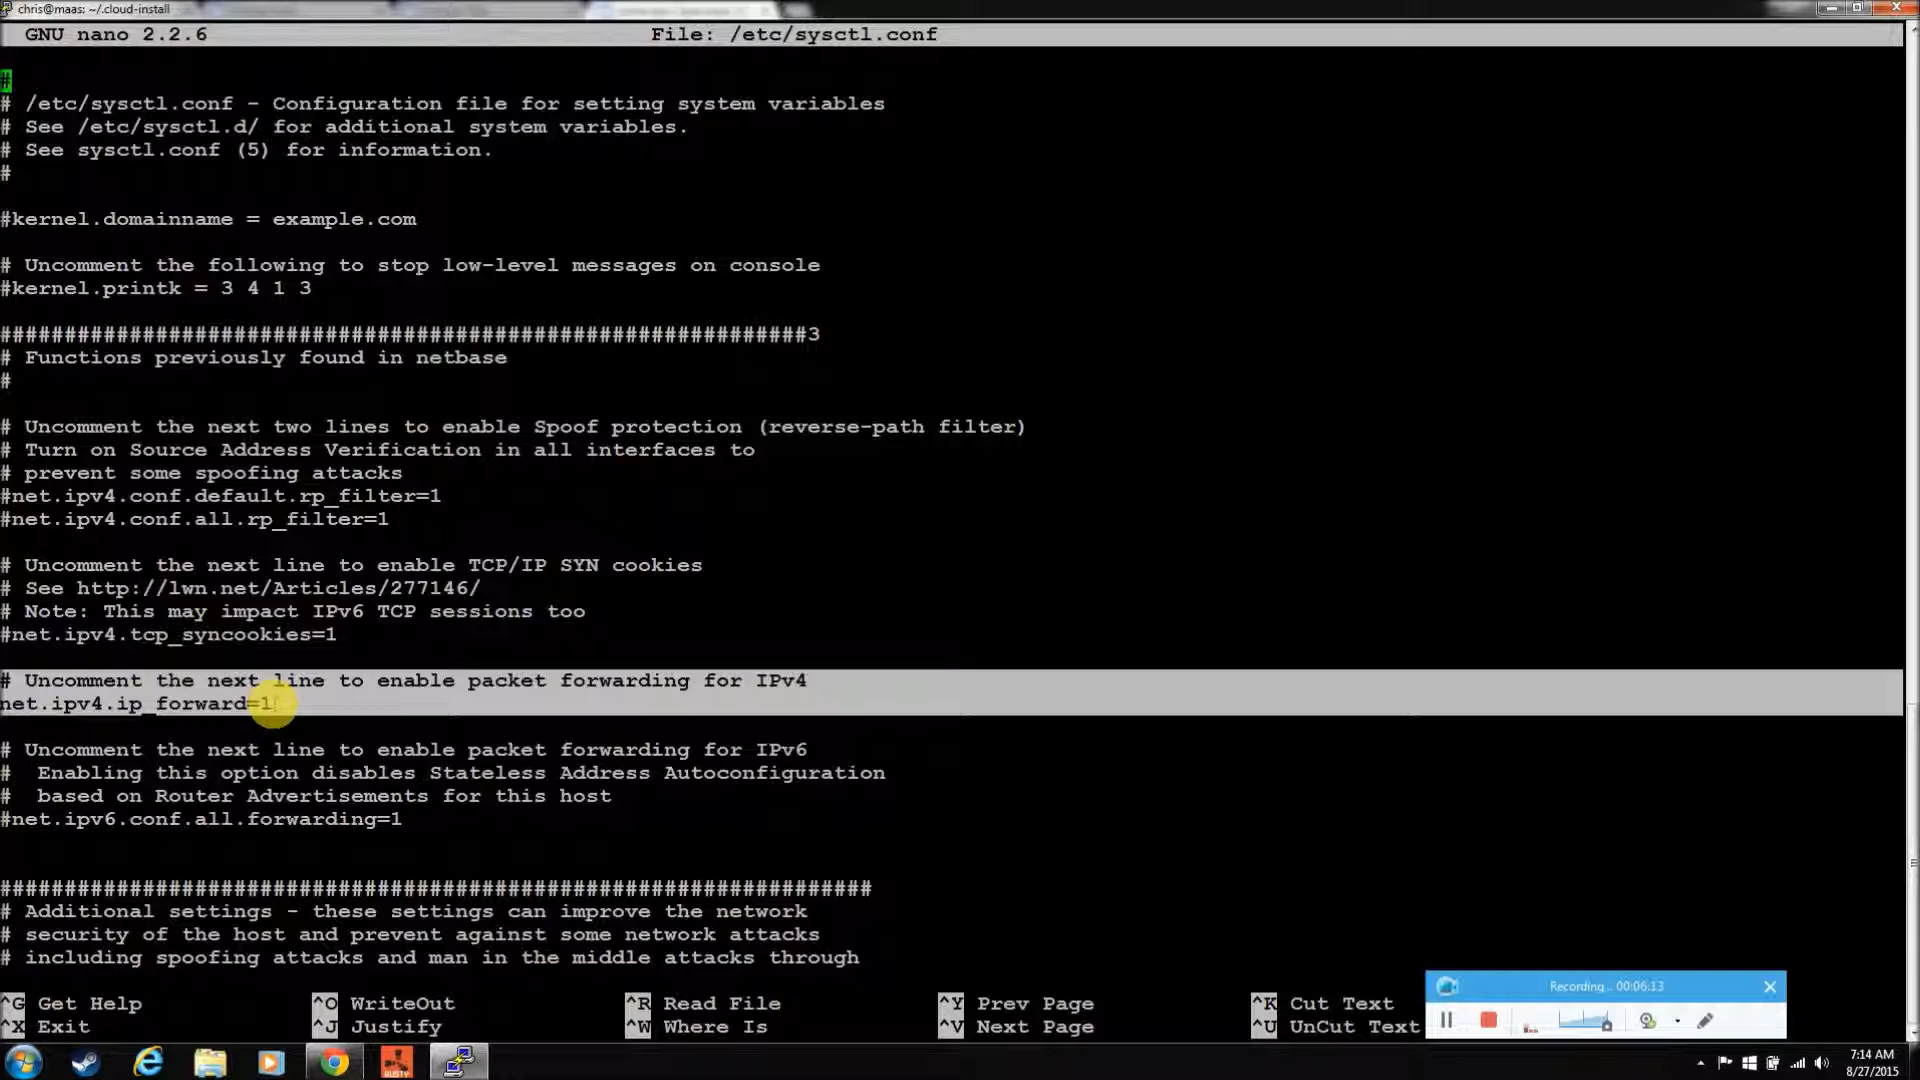 chris@maas: ~/.cloud-install
GNU nano 2.2.6 File: /etc/sysctl.conf
#
# /etc/sysctl.conf - Configuration file for setting system variables
# See /etc/sysctl.d/ for additional system variables.
# See sysctl.conf (5) for information.
#
#kernel.domainname = example.com
# Uncomment the following to stop low-level messages on console
#kernel.printk = 3 4 1 3
##############################################################3
# Functions previously found in netbase
#
# Uncomment the next two lines to enable Spoof protection (reverse-path filter)
# Turn on Source Address Verification in all interfaces to
# prevent some spoofing attacks
#net.ipv4.conf.default.rp_filter=1
#net.ipv4.conf.all.rp_filter=1
# Uncomment the next line to enable TCP/IP SYN cookies
# See http://lwn.net/Articles/277146/
# Note: This may impact IPv6 TCP sessions too
#net.ipv4.tcp_syncookies=1
# Uncomment the next line to enable packet forwarding for IPv4
net.ipv4.ip_forward=1
# Uncomment the next line to enable packet forwarding for IPv6
#  Enabling this option disables Stateless Address Autoconfiguration
#  based on Router Advertisements for this host
#net.ipv6.conf.all.forwarding=1
###################################################################
# Additional settings - these settings can improve the network
# security of the host and prevent against some network attacks
# including spoofing attacks and man in the middle attacks through
^G Get Help ^O WriteOut ^R Read File ^Y Prev Page ^K Cut Text
^X Exit ^J Justify ^W Where Is ^V Next Page ^U UnCut Text
Recording... 00:06:13
RUSTY
7:14 AM
8/27/2015